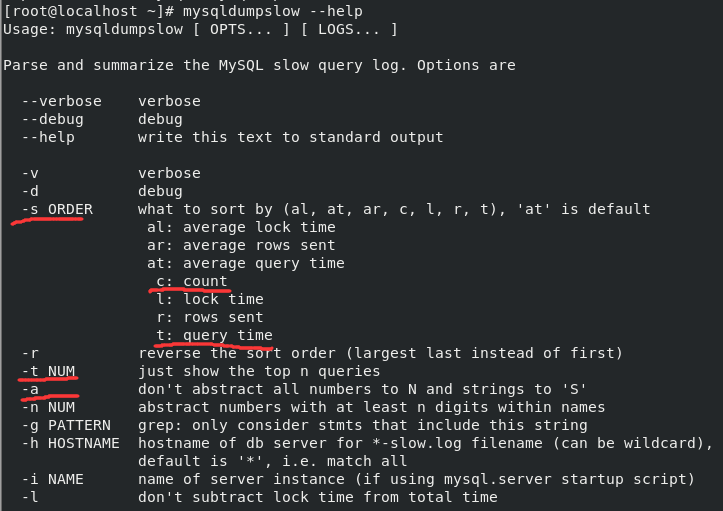 [root@localhost ~]# mysqldumpslow --help
Usage: mysqldumpslow [ OPTS... ] [ LOGS... ]

Parse and summarize the MySQL slow query log. Options are

  --verbose    verbose
  --debug      debug
  --help       write this text to standard output

  -v           verbose
  -d           debug
  -s ORDER     what to sort by (al, at, ar, c, l, r, t), 'at' is default
                al: average lock time
                ar: average rows sent
                at: average query time
                 c: count
                 l: lock time
                 r: rows sent
                 t: query time
  -r           reverse the sort order (largest last instead of first)
  -t NUM       just show the top n queries
  -a           don't abstract all numbers to N and strings to 'S'
  -n NUM       abstract numbers with at least n digits within names
  -g PATTERN   grep: only consider stmts that include this string
  -h HOSTNAME  hostname of db server for *-slow.log filename (can be wildcard),
               default is '*', i.e. match all
  -i NAME      name of server instance (if using mysql.server startup script)
  -l           don't subtract lock time from total time